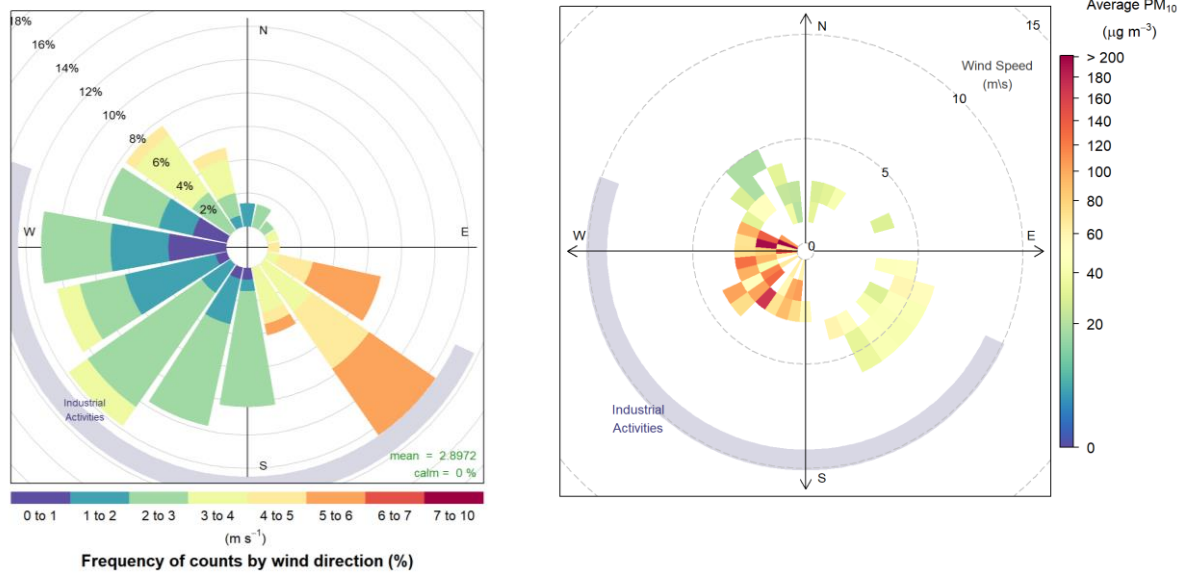 18%
16%
14%
12%
10%
8%
6%
4%
2%
N
W
E
S
Industrial
Activities
mean = 2.8972
calm = 0 %
0 to 1 1 to 2 2 to 3 3 to 4 4 to 5 5 to 6 6 to 7 7 to 10
(m s⁻¹)
Frequency of counts by wind direction (%)
N
15
Wind Speed
(m\s)
10
5
0
W
E
S
Industrial
Activities
Average PM₁₀
(µg m⁻³)
> 200
180
160
140
120
100
80
60
40
20
0